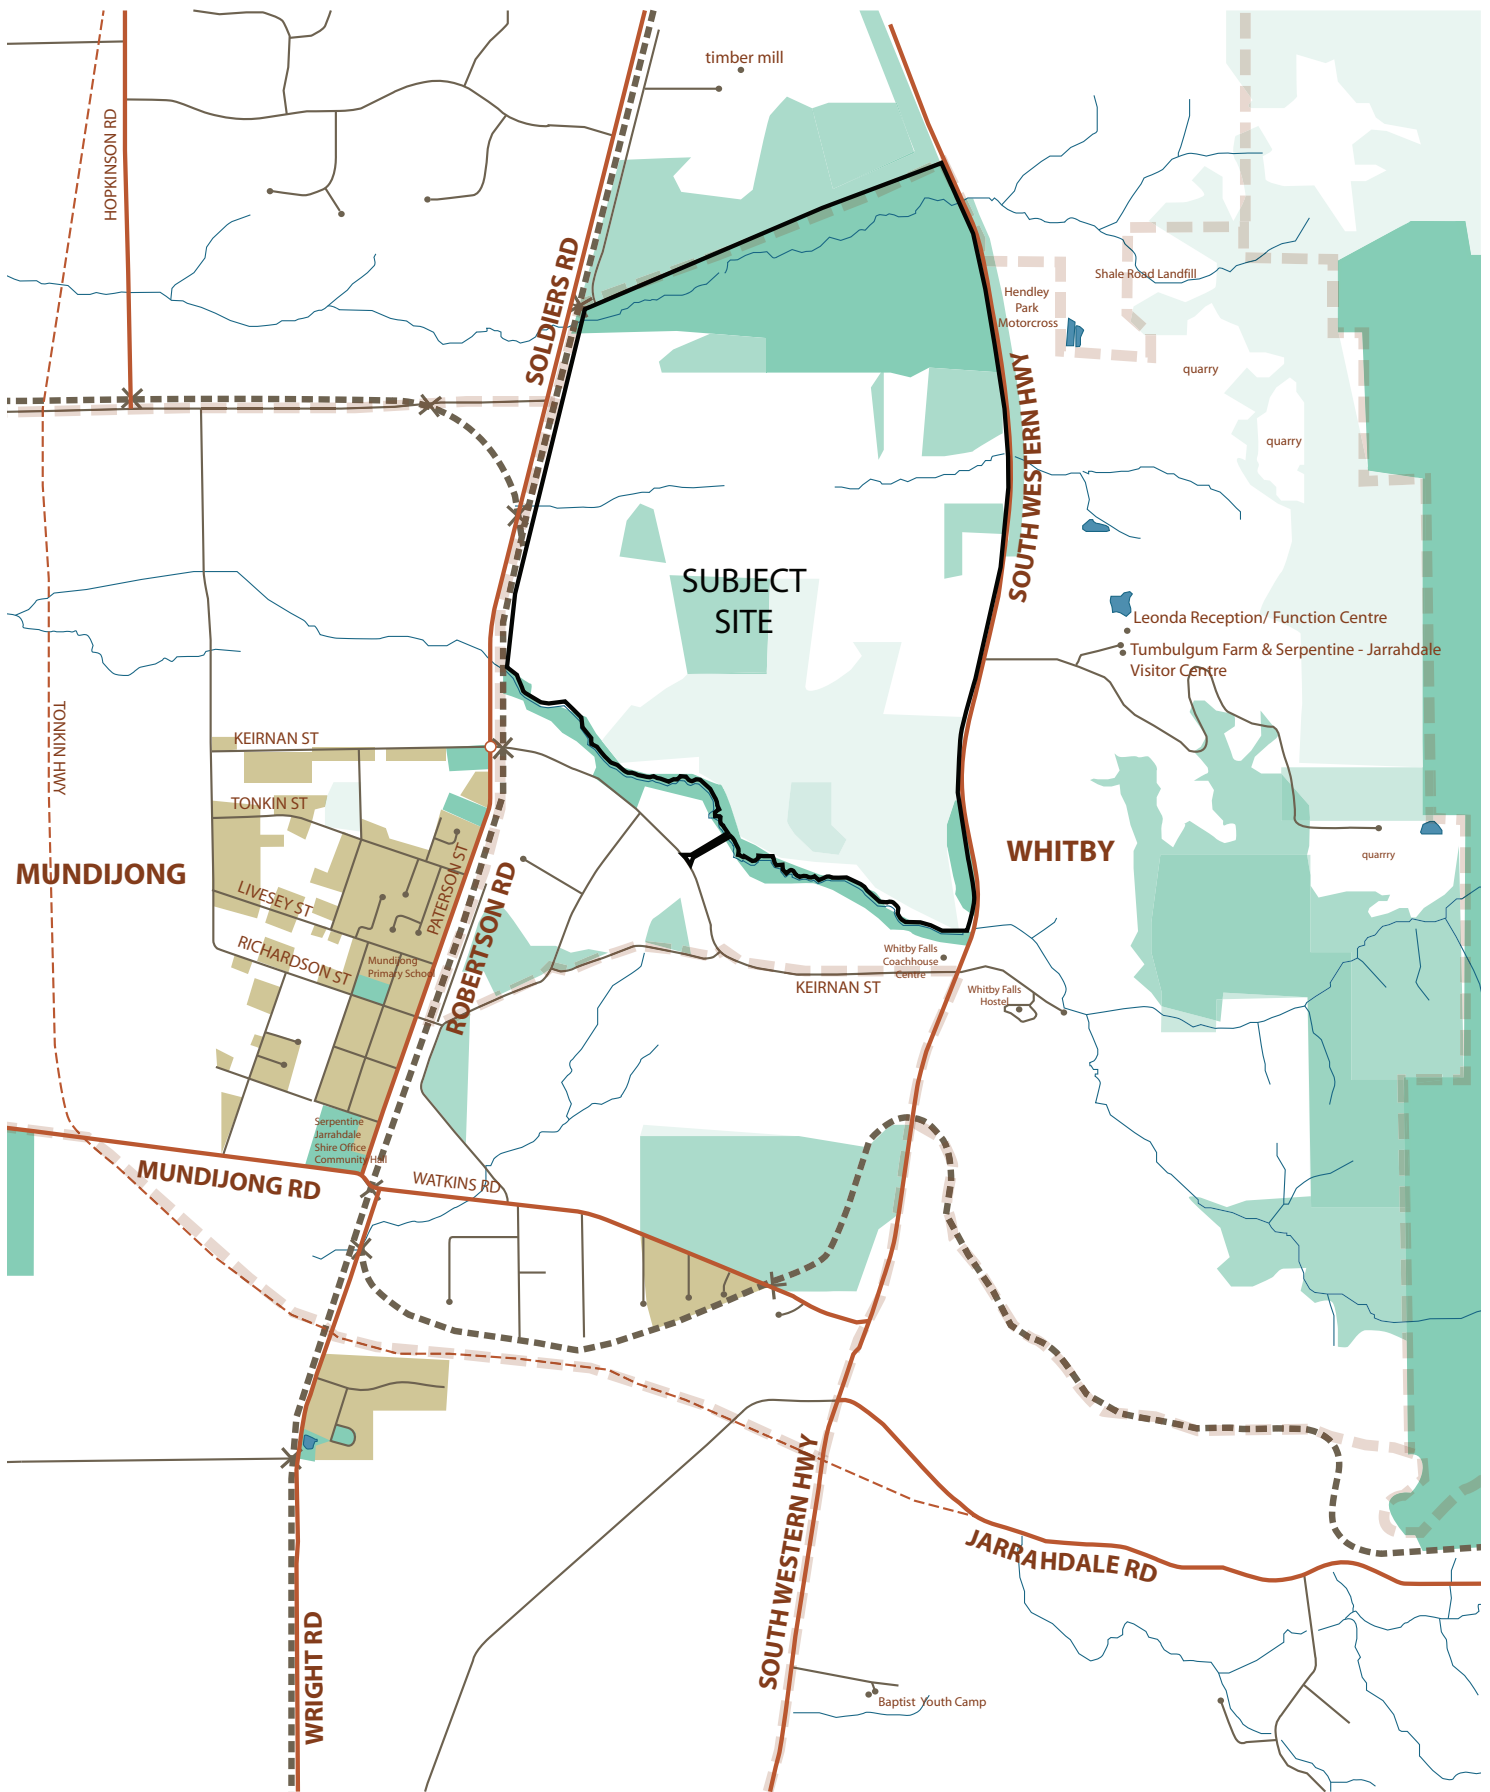 timber mill
HOPKINSON RD
SOLDIERS RD
Shale Road Landfill
Hendley
Park
Motorcross
quarry
SOUTH WESTERN HWY
quarry
SUBJECT
SITE
Leonda Reception/ Function Centre
Tumbulgum Farm & Serpentine - Jarrahdale
Visitor Centre
TONKIN HWY
KEIRNAN ST
TONKIN ST
MUNDIJONG
WHITBY
quarrry
PATERSON ST
LIVESEY ST
ROBERTSON RD
RICHARDSON ST
Mundijong
Primary School
Whitby Falls
Coachhouse
Centre
KEIRNAN ST
Whitby Falls
Hostel
Serpentine
Jarrahdale
Shire Office
Community Hall
MUNDIJONG RD
WATKINS RD
SOUTH WESTERN HWY
JARRAHDALE RD
WRIGHT RD
Baptist Youth Camp